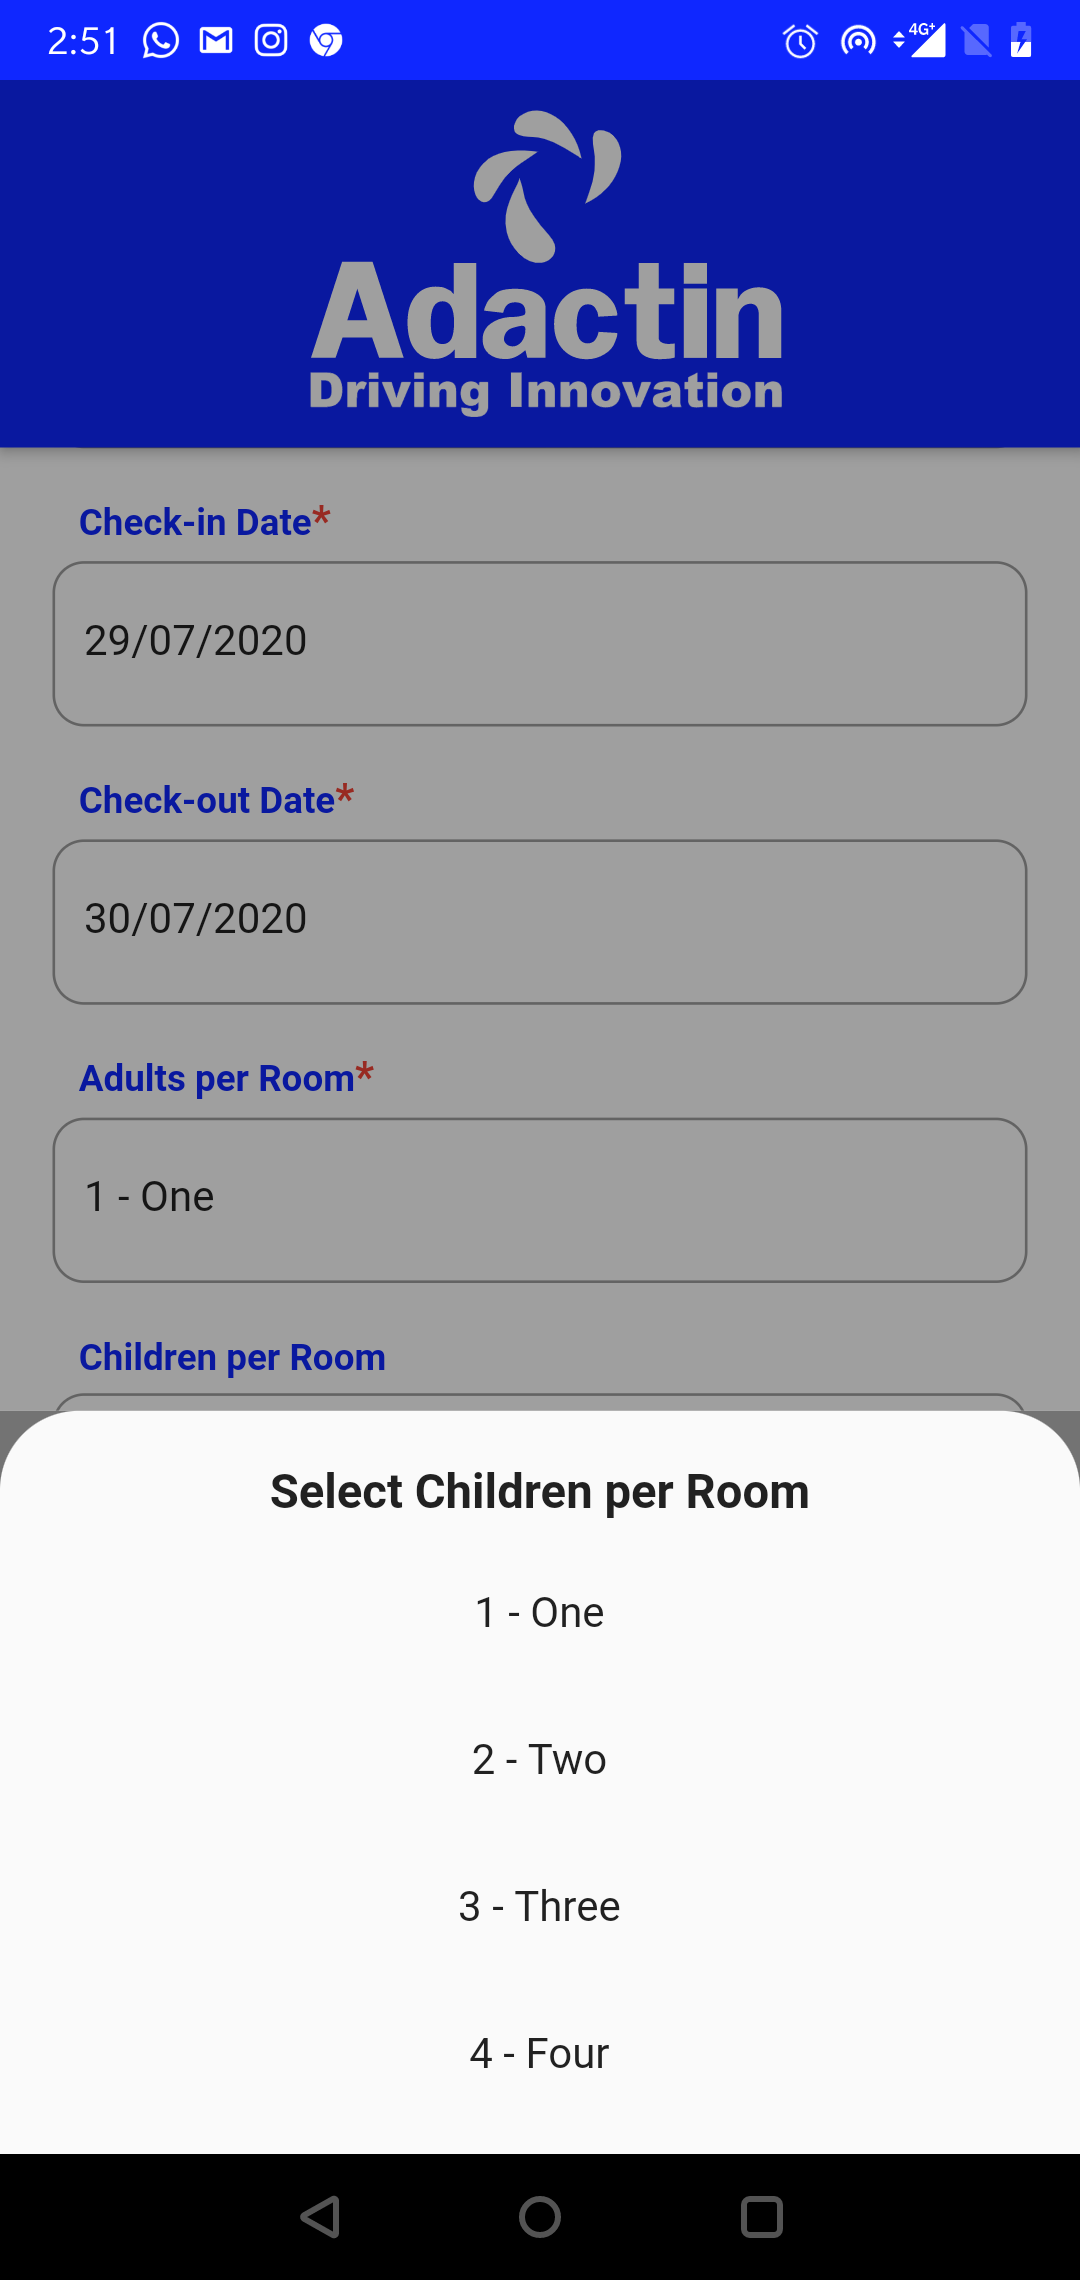 2:51
4G+
Adactin
Driving Innovation
Check-in Date*
29/07/2020
Check-out Date*
30/07/2020
Adults per Room*
1 - One
Children per Room
Select Children per Room
1 - One
2 - Two
3 - Three
4 - Four